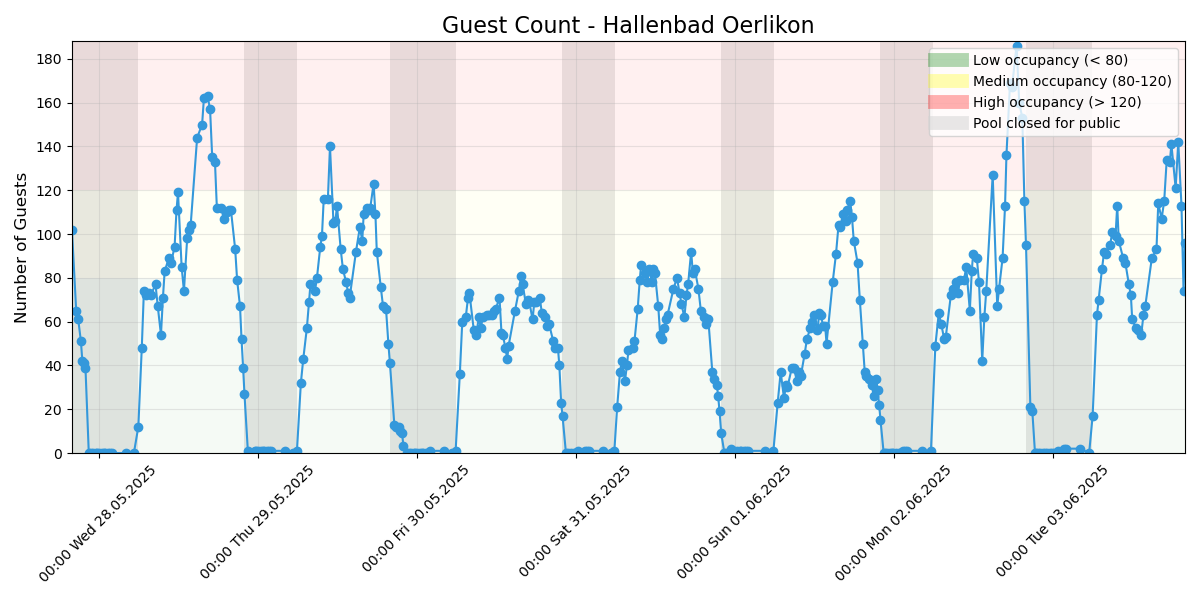 Guest Count - Hallenbad Oerlikon
Number of Guests
180
160
140
120
100
80
60
40
20
0
Low occupancy (< 80)
Medium occupancy (80-120)
High occupancy (> 120)
Pool closed for public
00:00 Wed 28.05.2025
00:00 Thu 29.05.2025
00:00 Fri 30.05.2025
00:00 Sat 31.05.2025
00:00 Sun 01.06.2025
00:00 Mon 02.06.2025
00:00 Tue 03.06.2025